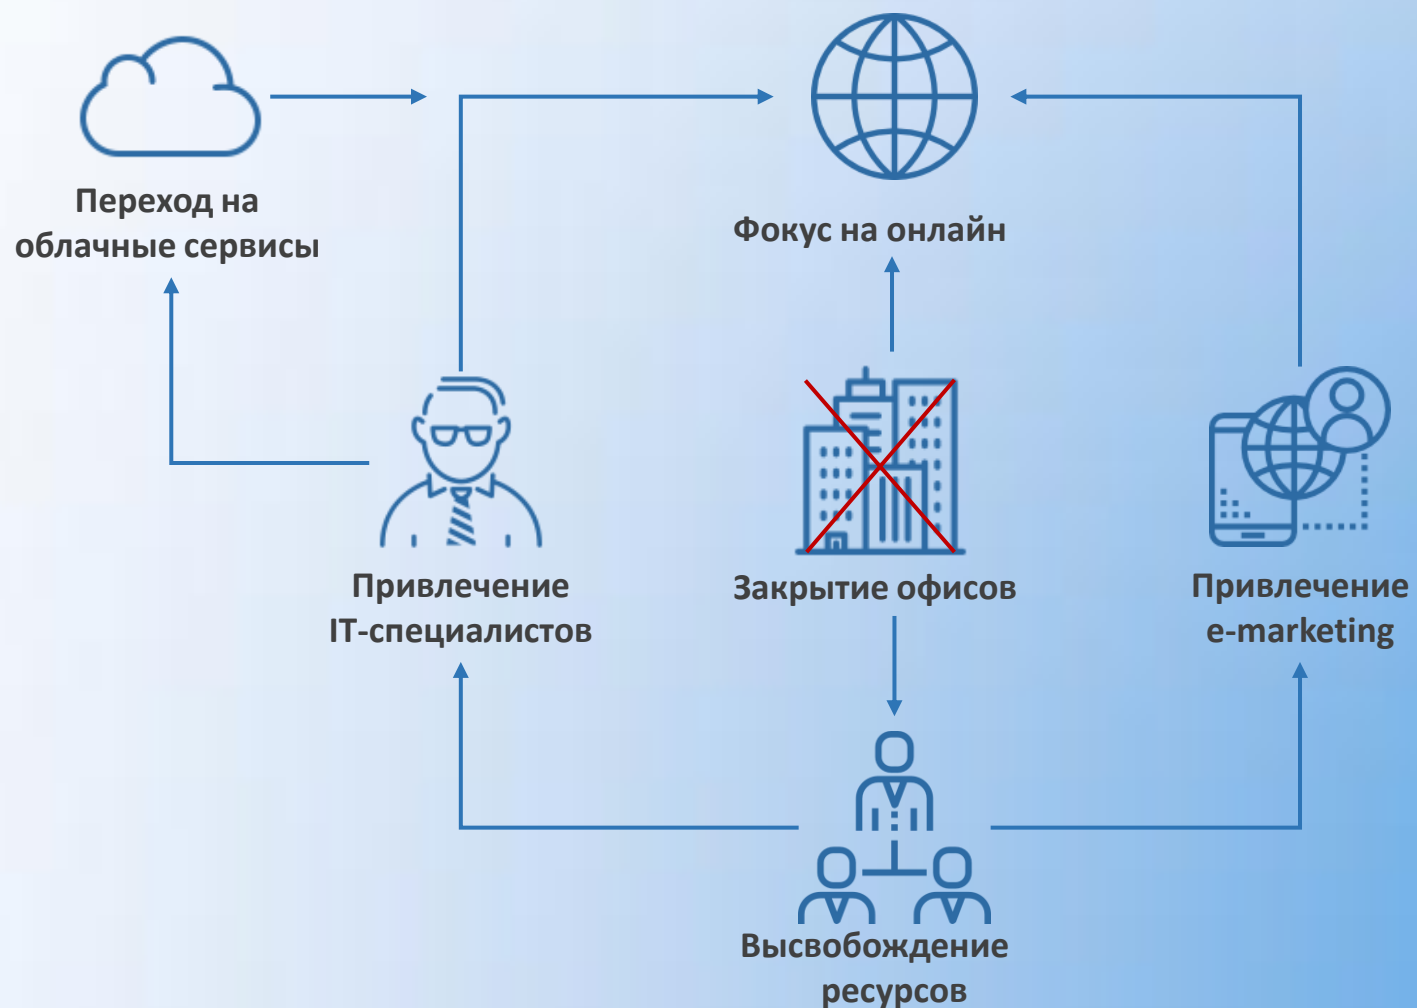 Переход на
облачные сервисы
Фокус на онлайн
Привлечение
IT-специалистов
Закрытие офисов
Привлечение
e-marketing
Высвобождение
ресурсов